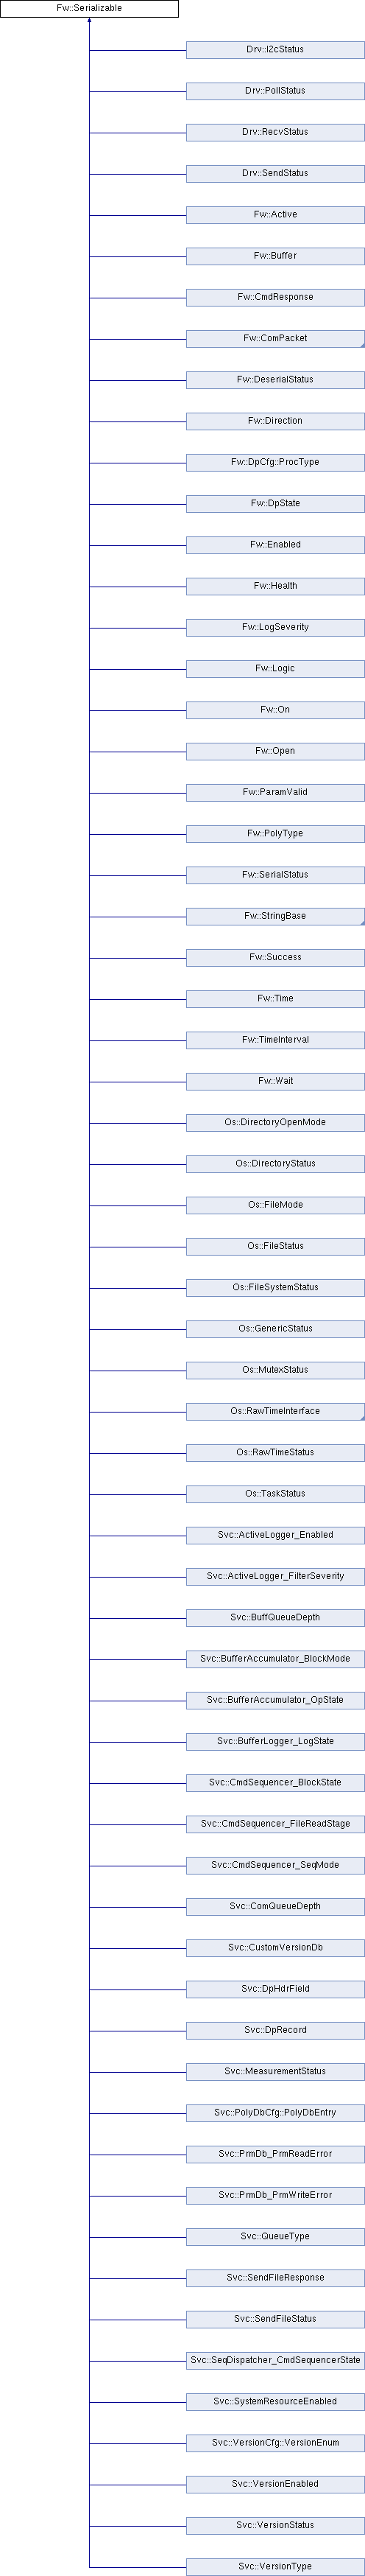 Fw::Serializable
Drv::I2cStatus
Drv::PollStatus
Drv::RecvStatus
Drv::SendStatus
Fw::Active
Fw::Buffer
Fw::CmdResponse
Fw::ComPacket
Fw::DeserialStatus
Fw::Direction
Fw::DpCfg::ProcType
Fw::DpState
Fw::Enabled
Fw::Health
Fw::LogSeverity
Fw::Logic
Fw::On
Fw::Open
Fw::ParamValid
Fw::PolyType
Fw::SerialStatus
Fw::StringBase
Fw::Success
Fw::Time
Fw::TimeInterval
Fw::Wait
Os::DirectoryOpenMode
Os::DirectoryStatus
Os::FileMode
Os::FileStatus
Os::FileSystemStatus
Os::GenericStatus
Os::MutexStatus
Os::RawTimeInterface
Os::RawTimeStatus
Os::TaskStatus
Svc::ActiveLogger_Enabled
Svc::ActiveLogger_FilterSeverity
Svc::BuffQueueDepth
Svc::BufferAccumulator_BlockMode
Svc::BufferAccumulator_OpState
Svc::BufferLogger_LogState
Svc::CmdSequencer_BlockState
Svc::CmdSequencer_FileReadStage
Svc::CmdSequencer_SeqMode
Svc::ComQueueDepth
Svc::CustomVersionDb
Svc::DpHdrField
Svc::DpRecord
Svc::MeasurementStatus
Svc::PolyDbCfg::PolyDbEntry
Svc::PrmDb_PrmReadError
Svc::PrmDb_PrmWriteError
Svc::QueueType
Svc::SendFileResponse
Svc::SendFileStatus
Svc::SeqDispatcher_CmdSequencerState
Svc::SystemResourceEnabled
Svc::VersionCfg::VersionEnum
Svc::VersionEnabled
Svc::VersionStatus
Svc::VersionType